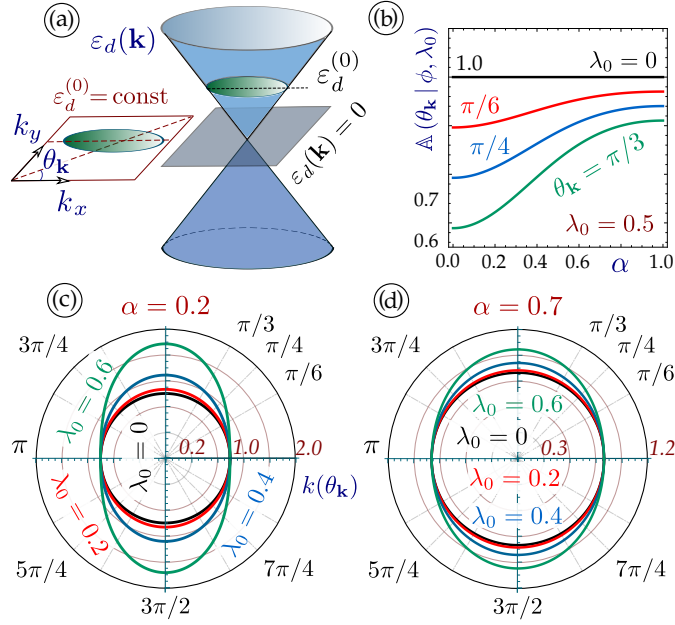 (a)
ε_d(k)
ε_d^(0)
ε_d^(0) = const
k_y
θ_k
k_x
ε_d(k) = 0
(b)
𝔸 (θ_k | ϕ, λ_0)
1.0
λ_0 = 0
π/6
π/4
θ_k = π/3
0.7
λ_0 = 0.5
0.6
0.0 0.2 0.4 0.6 0.8 1.0
α
(c)
α = 0.2
π/3
3π/4
π/4
π/6
λ_0 = 0.6
π
λ_0 = 0
0.2 1.0 2.0
k(θ_k)
λ_0 = 0.2
λ_0 = 0.4
5π/4
7π/4
3π/2
(d)
α = 0.7
π/3
3π/4
π/4
π/6
λ_0 = 0.6
π
λ_0 = 0
0.3 1.2
λ_0 = 0.2
λ_0 = 0.4
5π/4
7π/4
3π/2